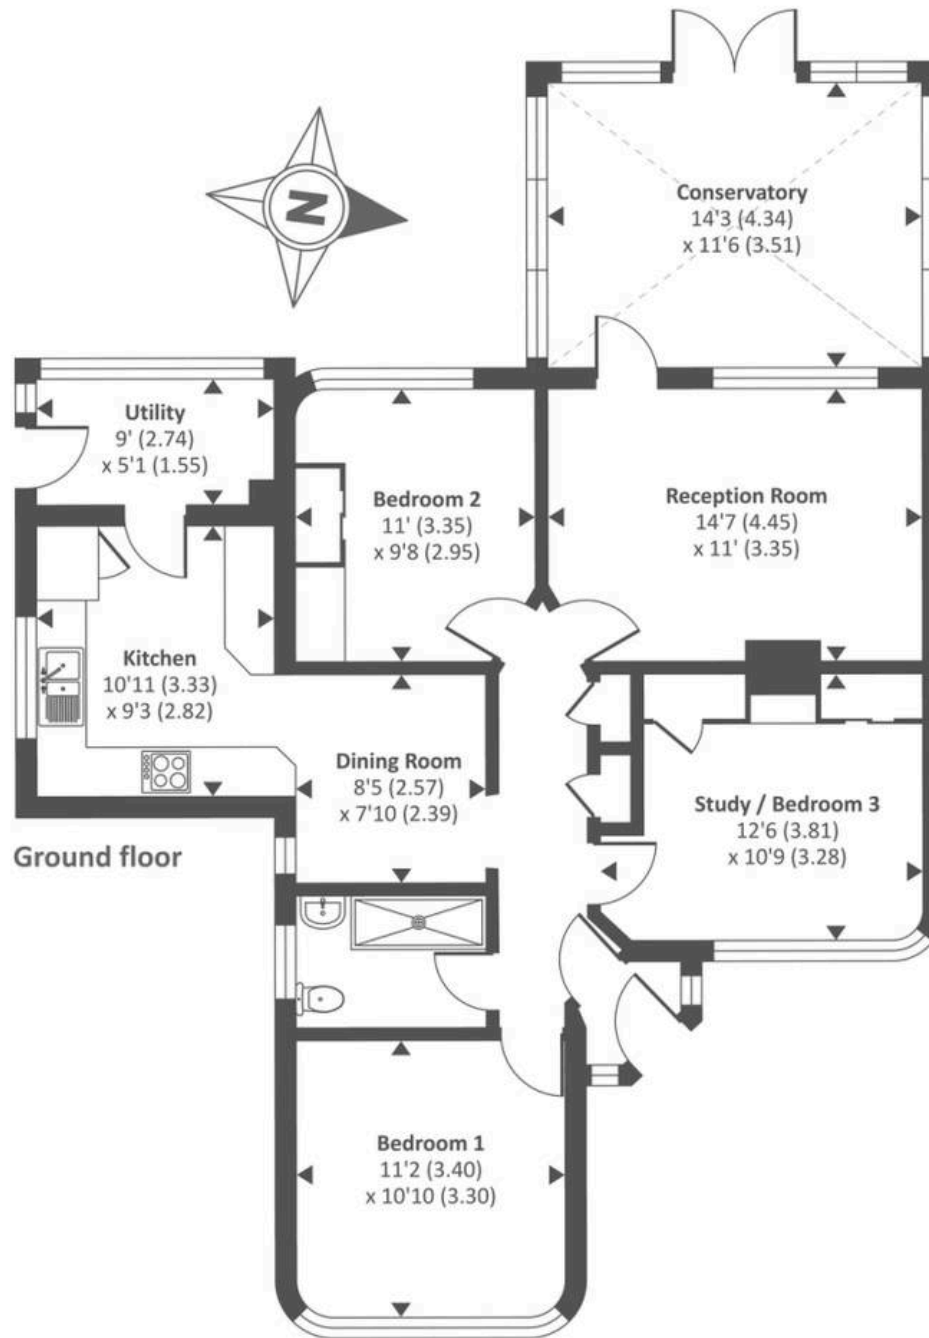 Conservatory
14'3 (4.34)
x 11'6 (3.51)
N
Utility
9' (2.74)
x 5'1 (1.55)
Bedroom 2
11' (3.35)
x 9'8 (2.95)
Reception Room
14'7 (4.45)
x 11' (3.35)
Kitchen
10'11 (3.33)
x 9'3 (2.82)
Dining Room
8'5 (2.57)
x 7'10 (2.39)
Study / Bedroom 3
12'6 (3.81)
x 10'9 (3.28)
Ground floor
Bedroom 1
11'2 (3.40)
x 10'10 (3.30)